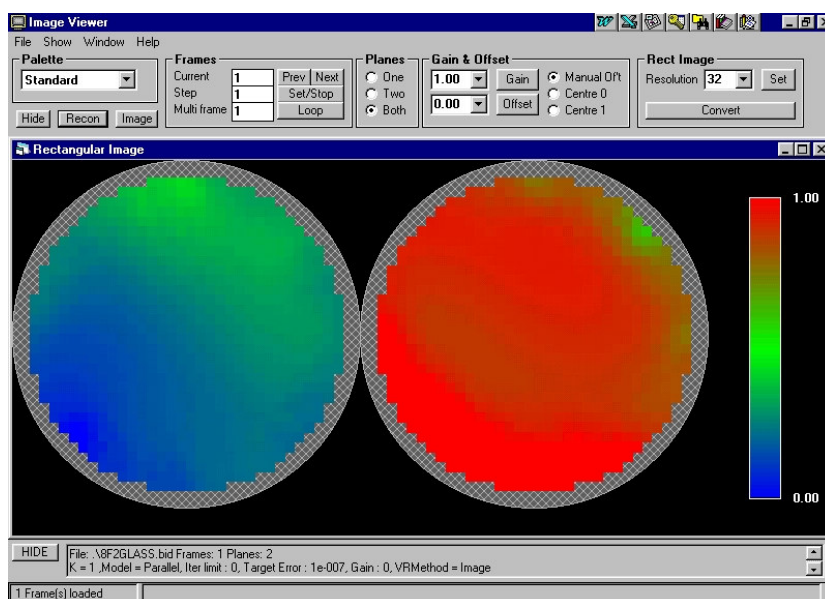 Image Viewer
File Show Window Help
Palette
Standard
Hide Recon Image
Frames
Current 1 Prev Next
Step 1 Set/Stop
Multi frame 1 Loop
Planes
One
Two
Both
Gain & Offset
1.00 Gain
0.00 Offset
Manual Of't
Centre 0
Centre 1
Rect Image
Resolution 32 Set
Convert
Rectangular Image
1.00
0.00
HIDE
File: .\8F2GLASS.bid Frames: 1 Planes: 2
K = 1 ,Model = Parallel, Iter limit : 0, Target Error : 1e-007, Gain : 0, VRMethod = Image
1 Frame(s) loaded